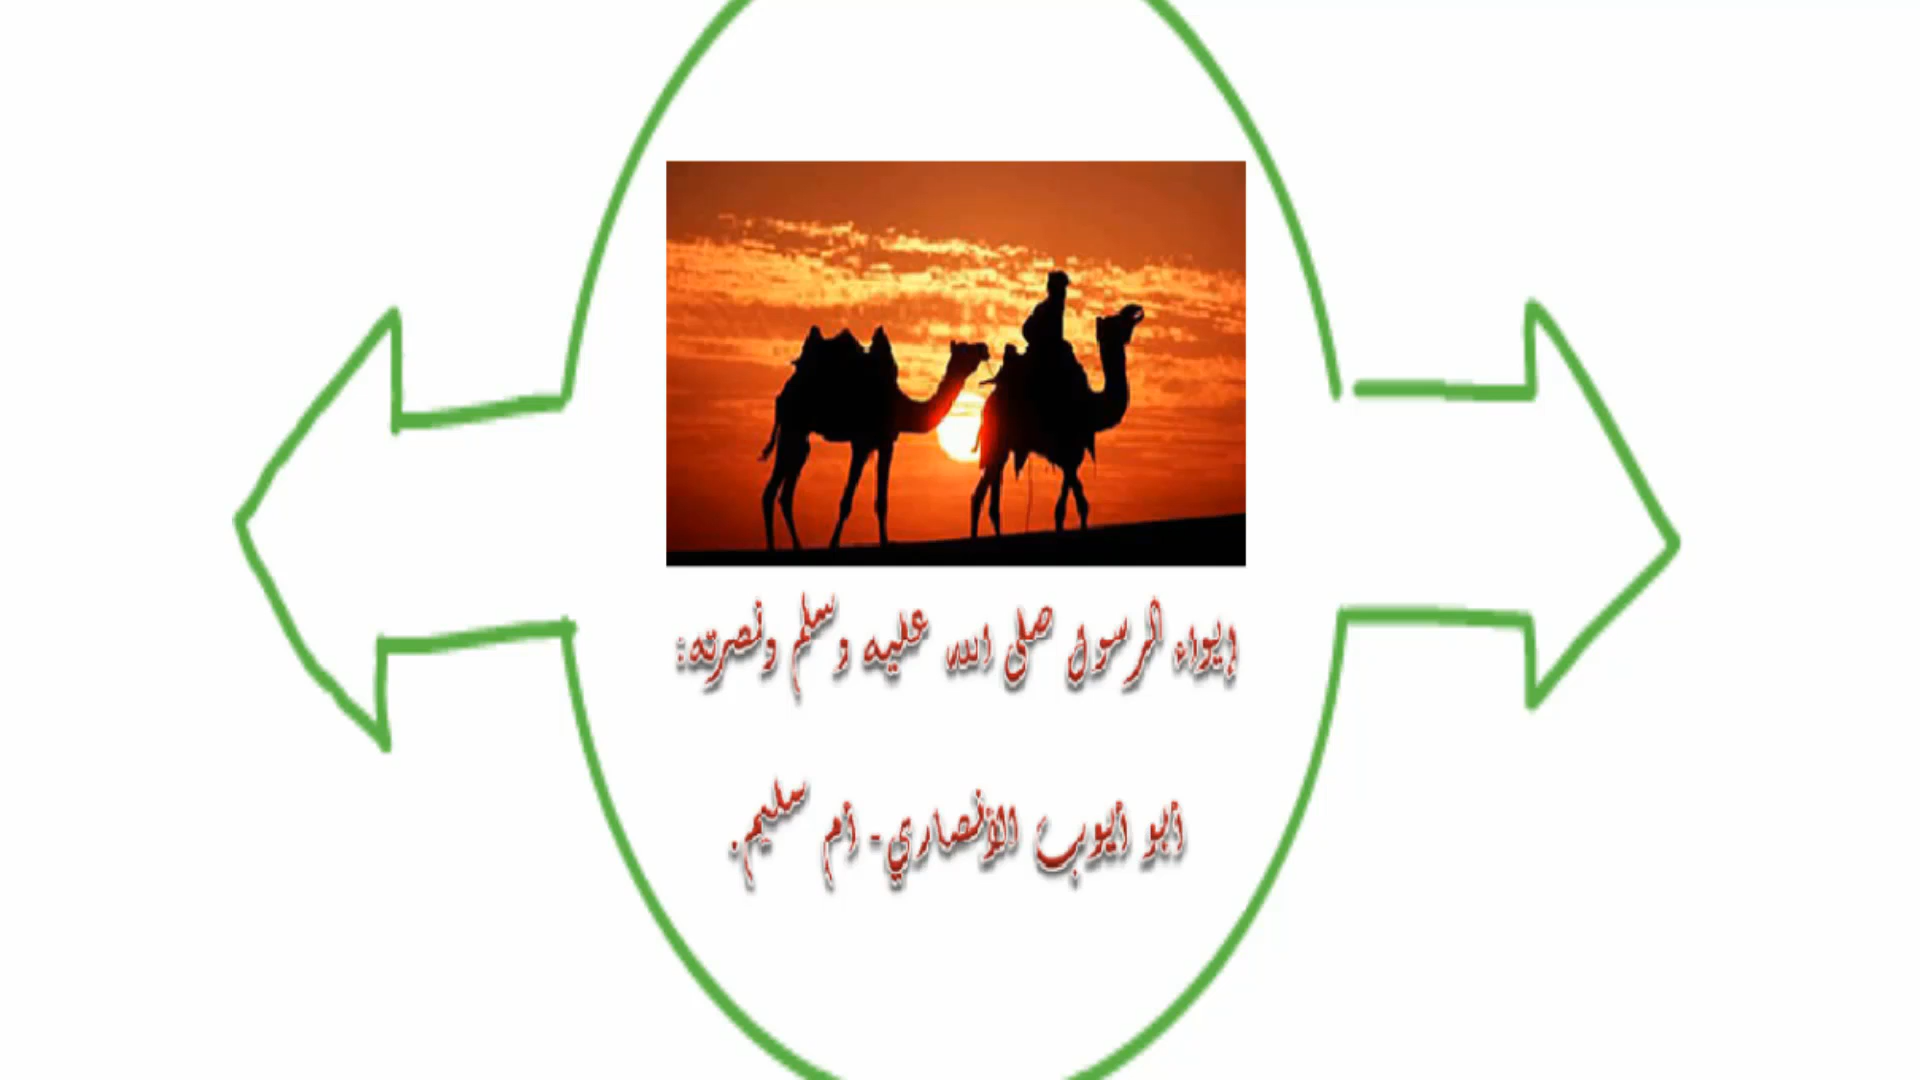 إيواء الرسول صلى الله عليه وسلم ونصرته:
أبو أيوب الأنصاري- أم سليم.